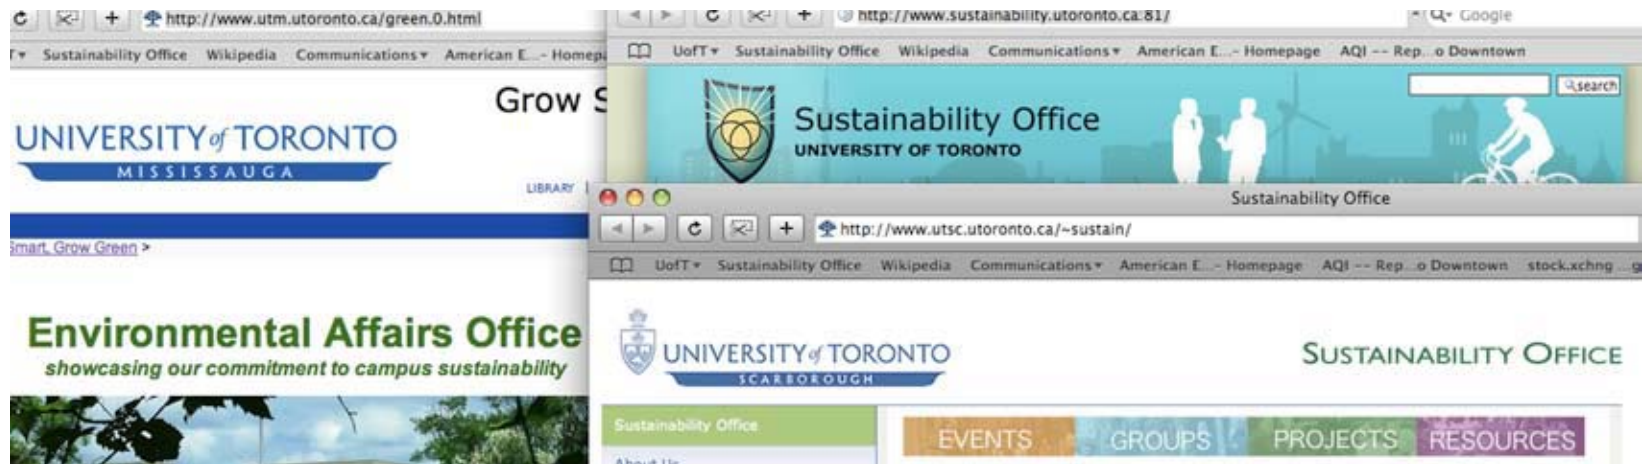 http://www.utm.utoronto.ca/green.0.html
Sustainability Office Wikipedia Communications American E...- Homep
Grow S
UNIVERSITY of TORONTO
MISSISSAUGA
LIBRARY
Smart, Grow Green >
Environmental Affairs Office
showcasing our commitment to campus sustainability
http://www.sustainability.utoronto.ca:81/
Google
UofT Sustainability Office Wikipedia Communications American E...- Homepage AQI -- Rep...o Downtown
search
Sustainability Office
UNIVERSITY OF TORONTO
Sustainability Office
http://www.utsc.utoronto.ca/~sustain/
UofT Sustainability Office Wikipedia Communications American E...- Homepage AQI -- Rep...o Downtown stock.xchng
UNIVERSITY of TORONTO
SCARBOROUGH
SUSTAINABILITY OFFICE
Sustainability Office
EVENTS GROUPS PROJECTS RESOURCES
About Us